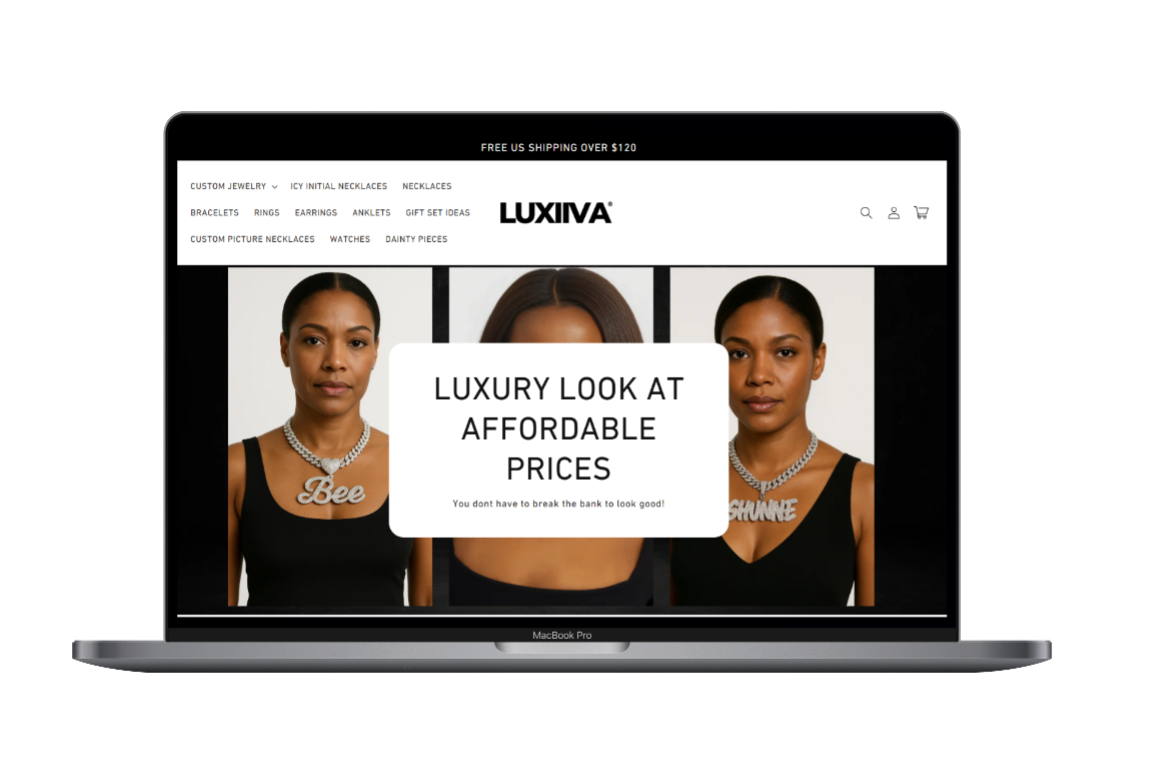 FREE US SHIPPING OVER $120
CUSTOM JEWELRY ICY INITIAL NECKLACES NECKLACES
BRACELETS RINGS EARRINGS ANKLETS GIFT SET IDEAS
CUSTOM PICTURE NECKLACES WATCHES DAINTY PIECES
LUXIIVA®
LUXURY LOOK AT
AFFORDABLE
PRICES
You dont have to break the bank to look good!
Bee
SHUNNE
MacBook Pro